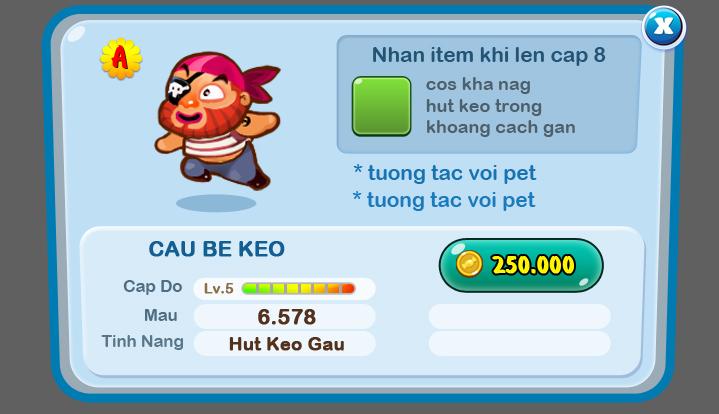 A
X
Nhan item khi len cap 8
cos kha nag
hut keo trong
khoang cach gan
* tuong tac voi pet
* tuong tac voi pet
CAU BE KEO
250.000
Cap Do Lv.5
Mau 6.578
Tinh Nang Hut Keo Gau